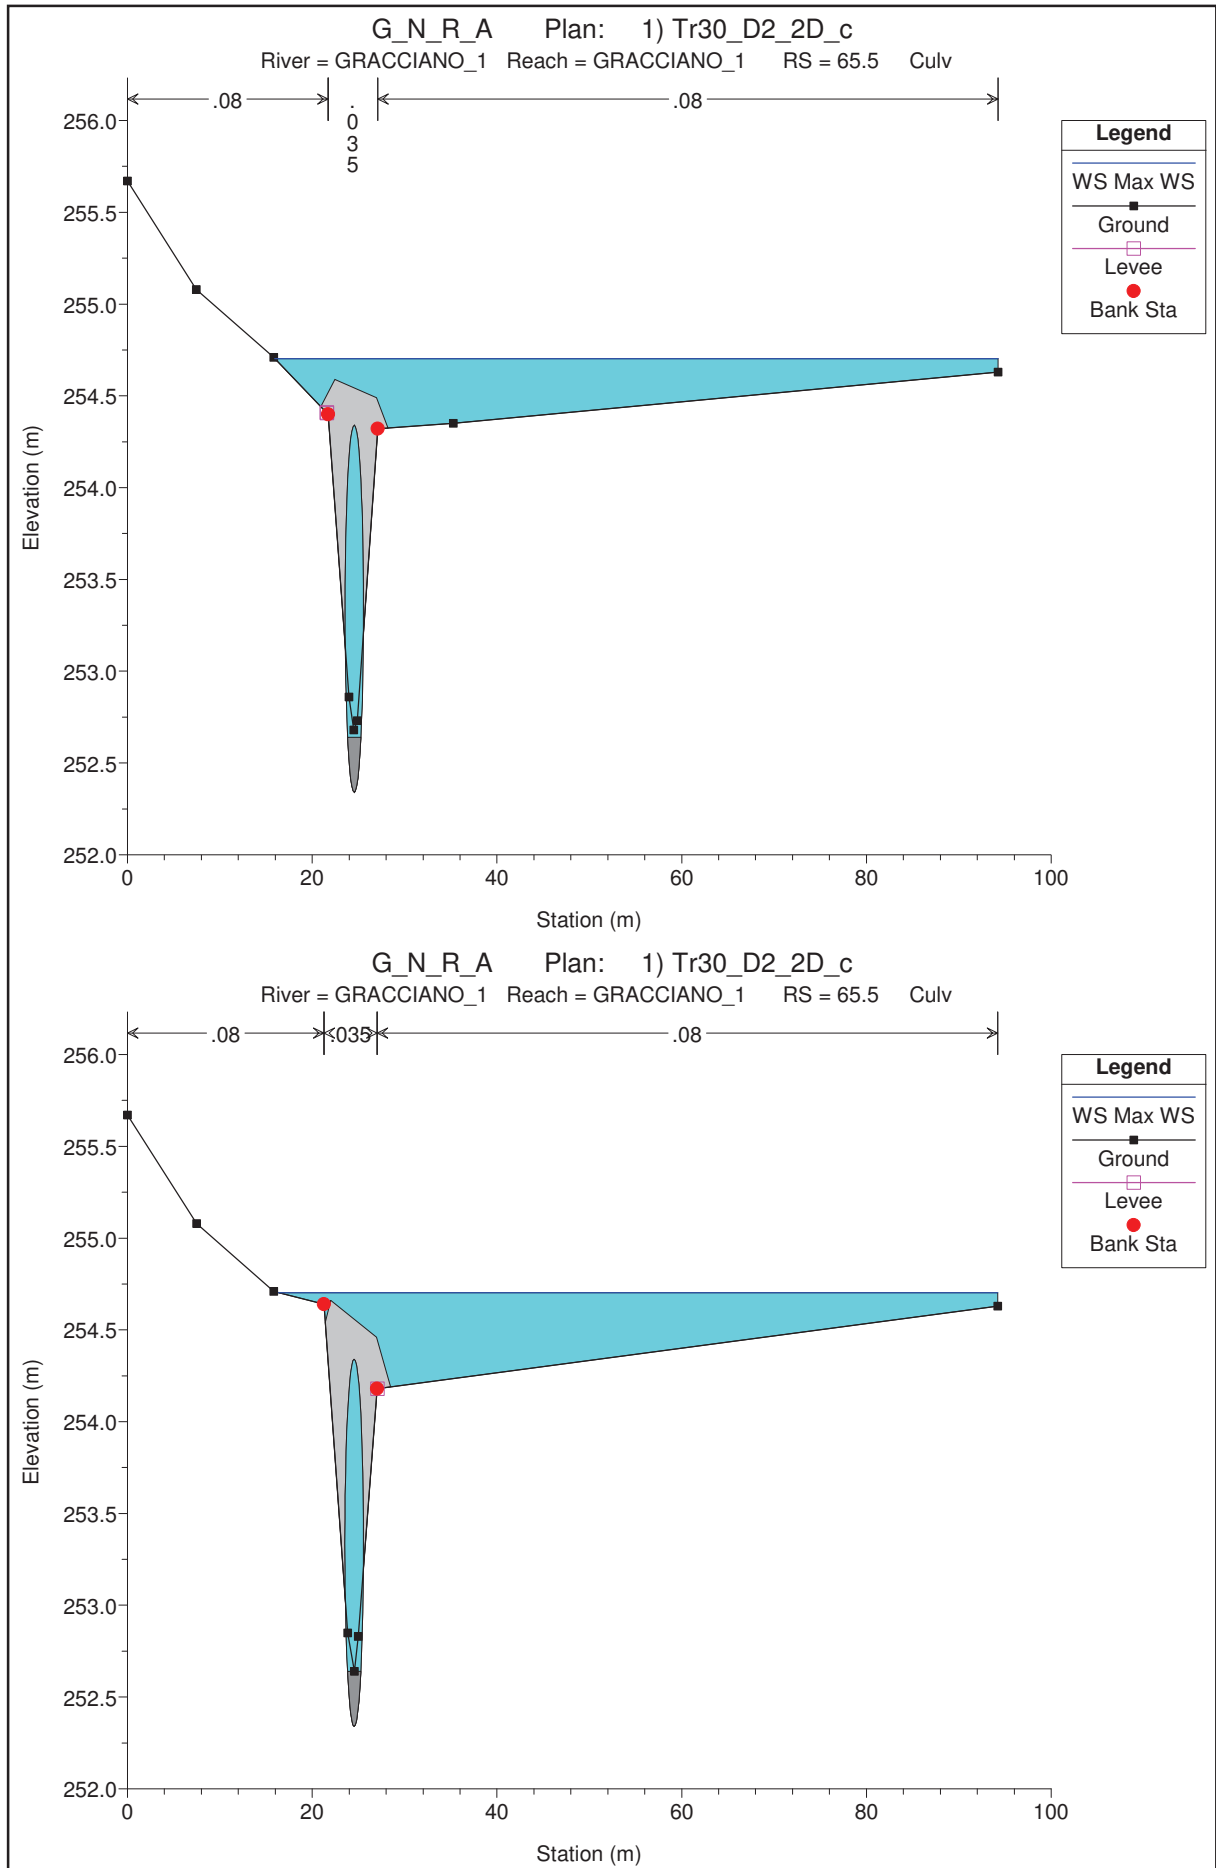 G_N_R_A Plan: 1) Tr30_D2_2D_c
River = GRACCIANO_1 Reach = GRACCIANO_1 RS = 65.5 Culv
.08
.035
.08
256.0
255.5
255.0
254.5
254.0
253.5
253.0
252.5
252.0
0 20 40 60 80 100
Station (m)
Elevation (m)
Legend
WS Max WS
Ground
Levee
Bank Sta
G_N_R_A Plan: 1) Tr30_D2_2D_c
River = GRACCIANO_1 Reach = GRACCIANO_1 RS = 65.5 Culv
.08
.035
.08
256.0
255.5
255.0
254.5
254.0
253.5
253.0
252.5
252.0
0 20 40 60 80 100
Station (m)
Elevation (m)
Legend
WS Max WS
Ground
Levee
Bank Sta